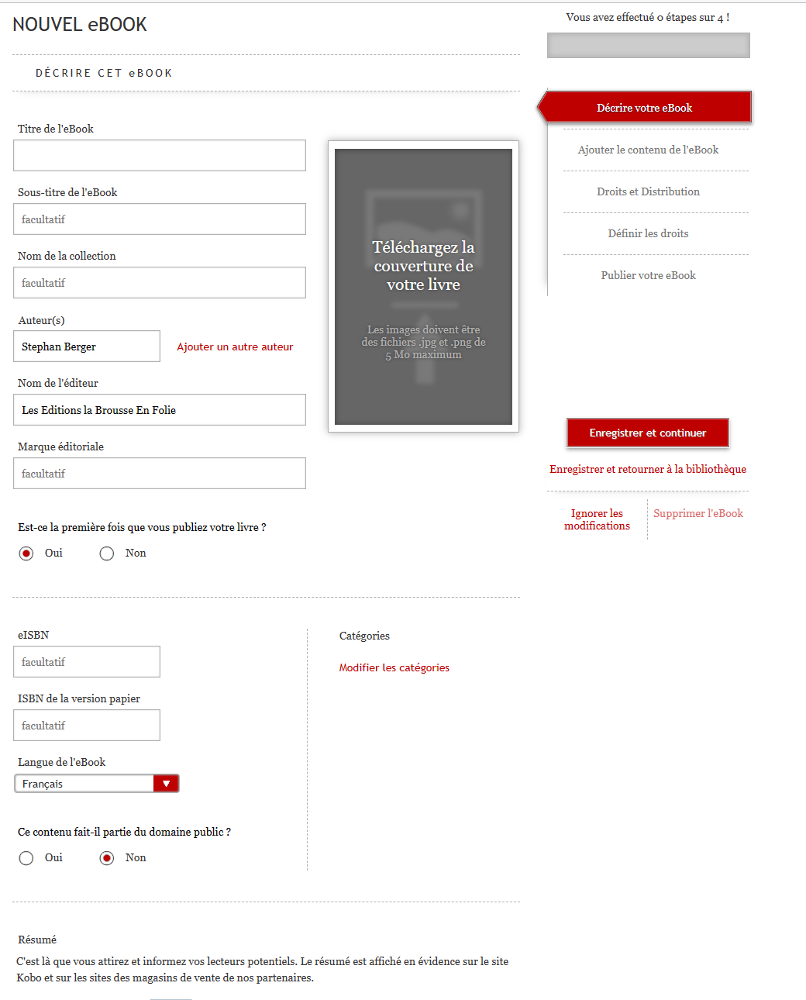 NOUVEL eBOOK
DÉCRIRE CET eBOOK
Titre de l'eBook
Sous-titre de l'eBook
facultatif
Nom de la collection
facultatif
Auteur(s)
Stephan Berger
Ajouter un autre auteur
Nom de l'éditeur
Les Editions la Brousse En Folie
Marque éditoriale
facultatif
Téléchargez la
couverture de
votre livre
Les images doivent être
des fichiers .jpg et .png de
5 Mo maximum
Est-ce la première fois que vous publiez votre livre ?
Oui Non
eISBN
facultatif
ISBN de la version papier
facultatif
Langue de l'eBook
Français
Ce contenu fait-il partie du domaine public ?
Oui Non
Catégories
Modifier les catégories
Résumé
C'est là que vous attirez et informez vos lecteurs potentiels. Le résumé est affiché en évidence sur le site
Kobo et sur les sites des magasins de vente de nos partenaires.
Vous avez effectué 0 étapes sur 4 !
Décrire votre eBook
Ajouter le contenu de l'eBook
Droits et Distribution
Définir les droits
Publier votre eBook
Enregistrer et continuer
Enregistrer et retourner à la bibliothèque
Ignorer les
modifications
Supprimer l'eBook